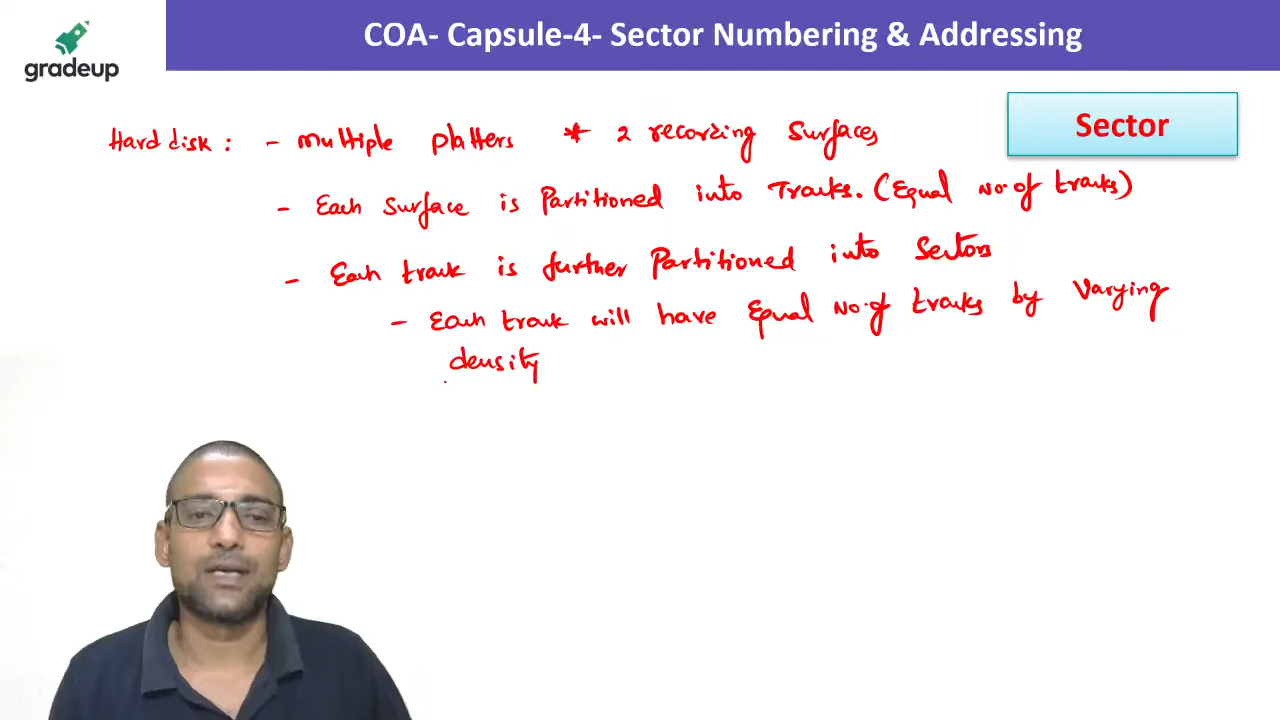 COA- Capsule-4- Sector Numbering & Addressing
gradeup
Sector
Hard disk : - Multiple platters * 2 recording surfaces
- Each surface is Partitioned into Tracks. (Equal No. of tracks)
- Each track is further Partitioned into Sectors
- Each track will have Equal No. of tracks by Varying
density